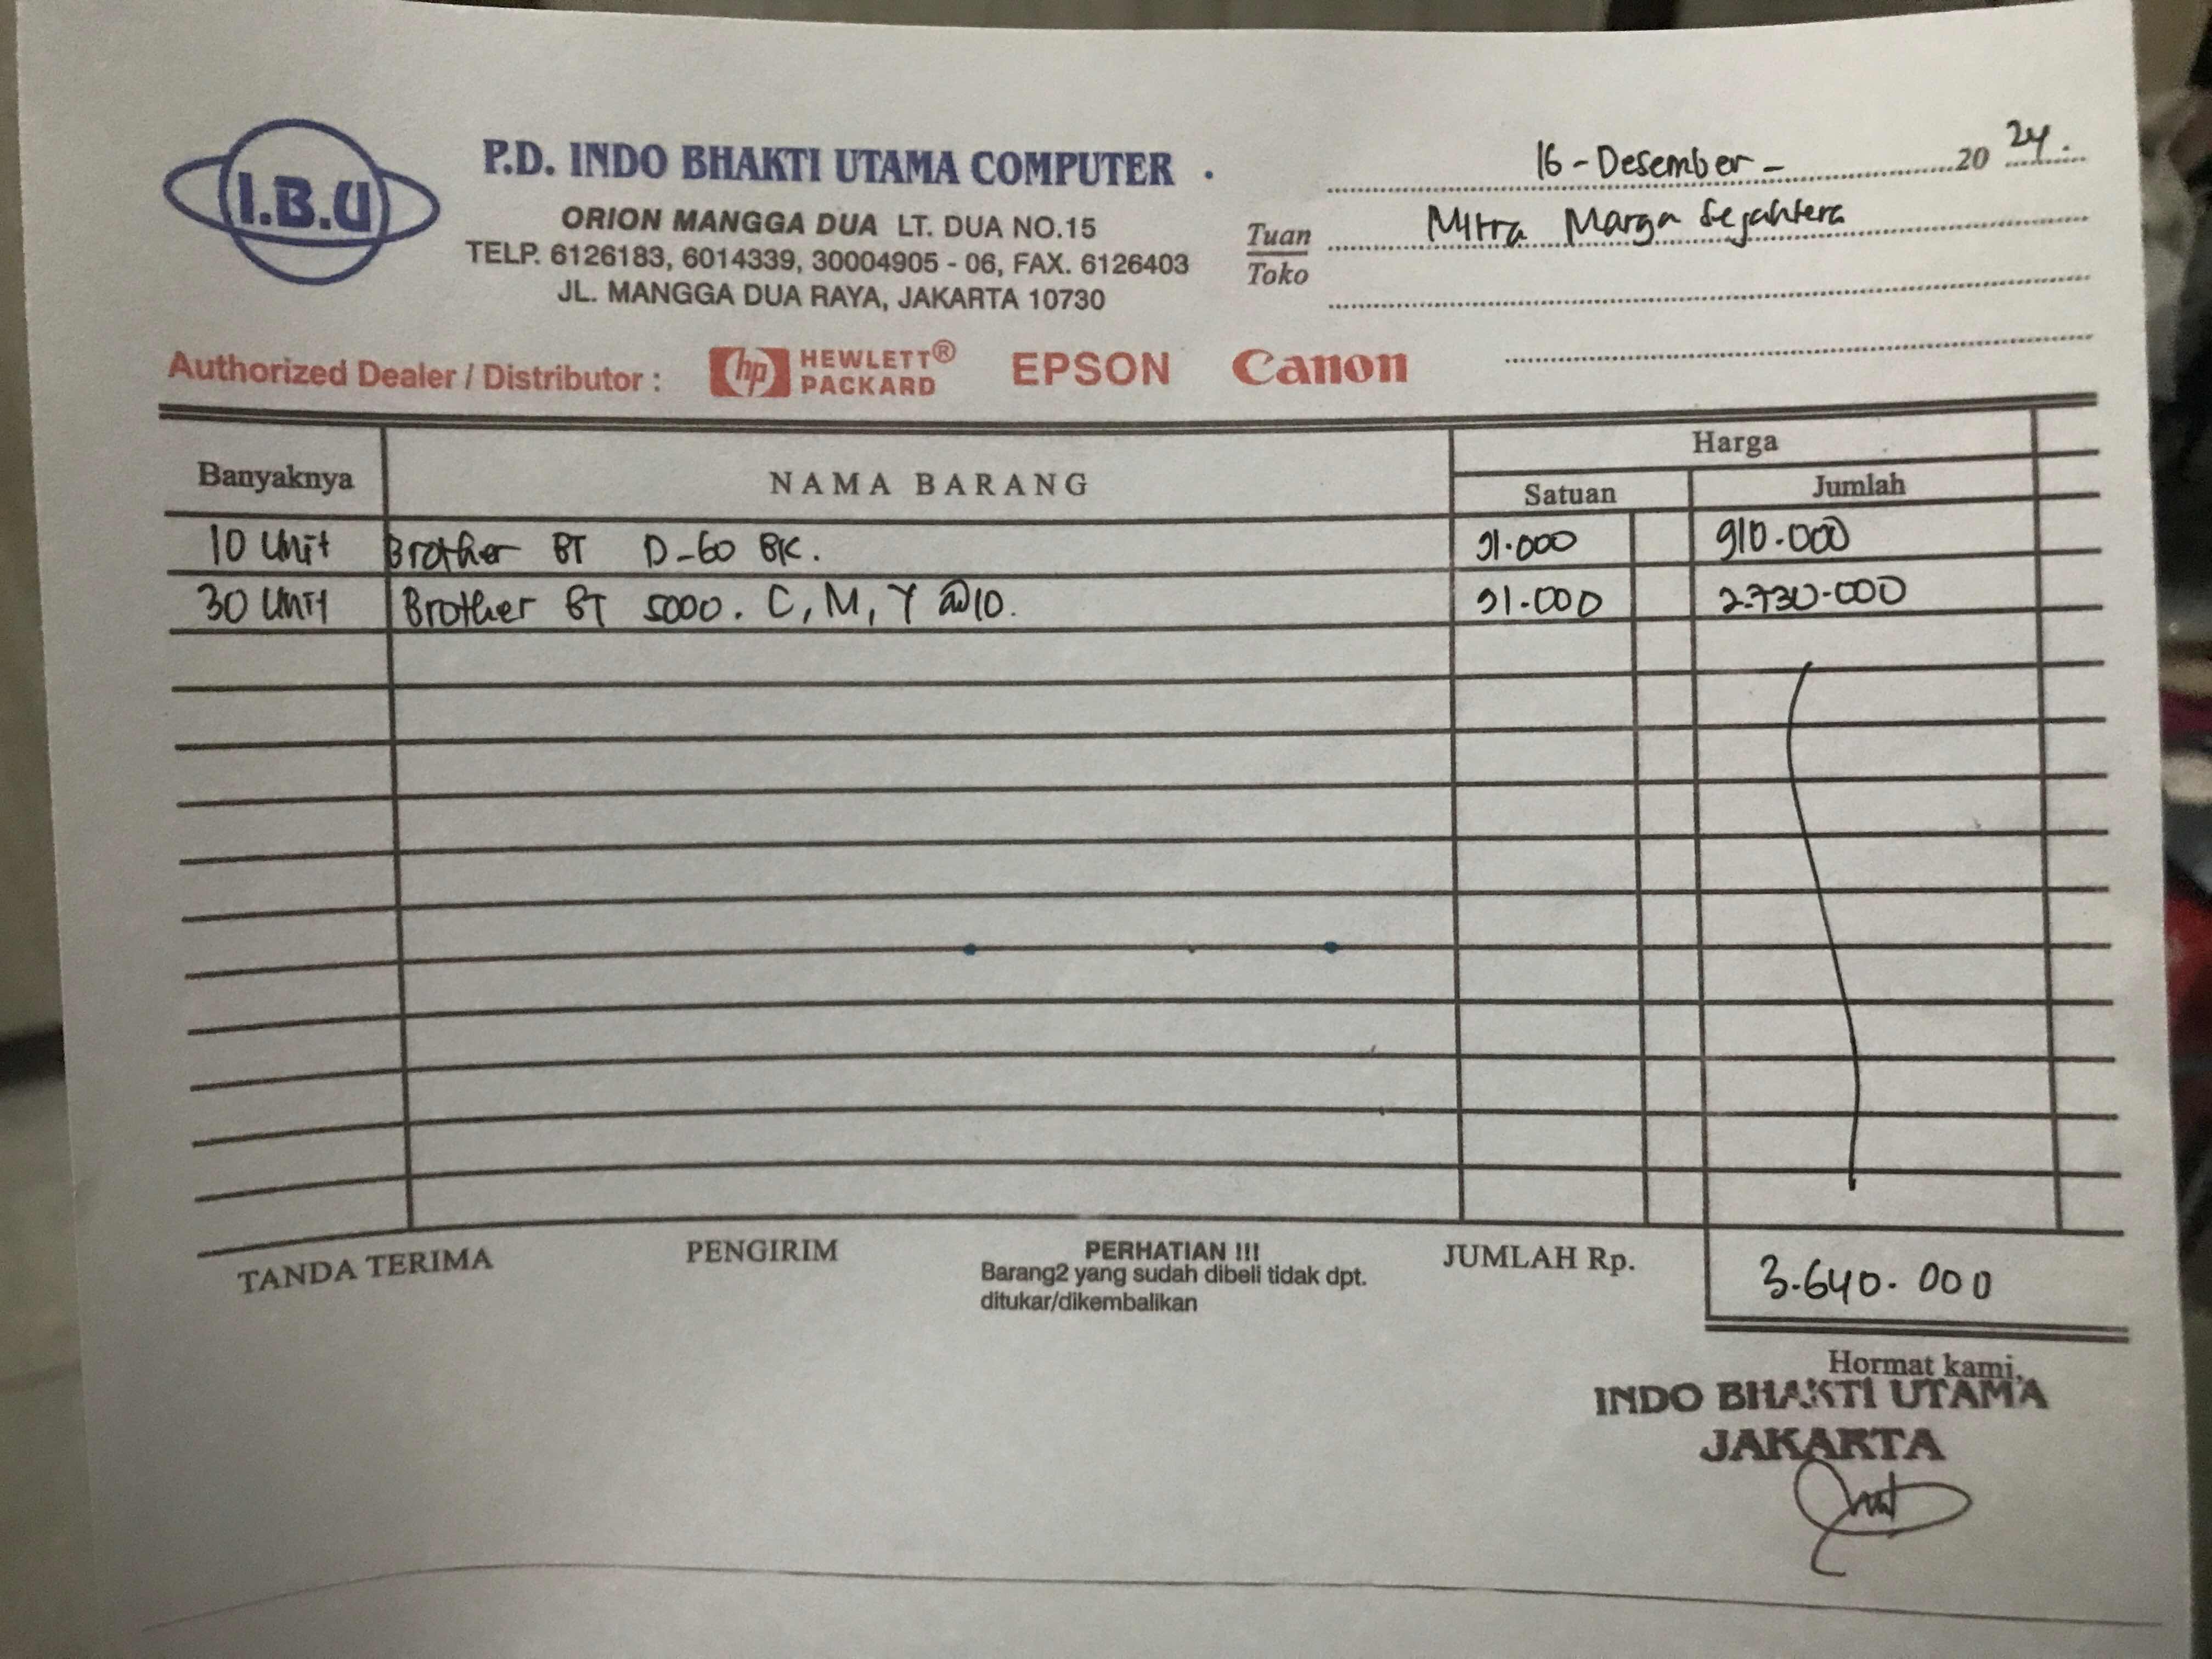 I.B.U
P.D. INDO BHAKTI UTAMA COMPUTER
ORION MANGGA DUA LT. DUA NO.15
TELP. 6126183, 6014339, 30004905 - 06, FAX. 6126403
JL. MANGGA DUA RAYA, JAKARTA 10730
16 - Desember - 20 24.
Tuan Mitra Marga Sejahtera
Toko
Authorized Dealer / Distributor : hp HEWLETT® PACKARD EPSON Canon
Banyaknya NAMA BARANG Harga
Satuan Jumlah
10 Unit Brother BT D-60 BK. 91.000 910.000
30 Unit Brother BT 5000. C, M, Y @10. 91.000 2.730.000
TANDA TERIMA PENGIRIM PERHATIAN !!! JUMLAH Rp. 3.640.000
Barang2 yang sudah dibeli tidak dpt.
ditukar/dikembalikan
Hormat kami,
INDO BHAKTI UTAMA
JAKARTA